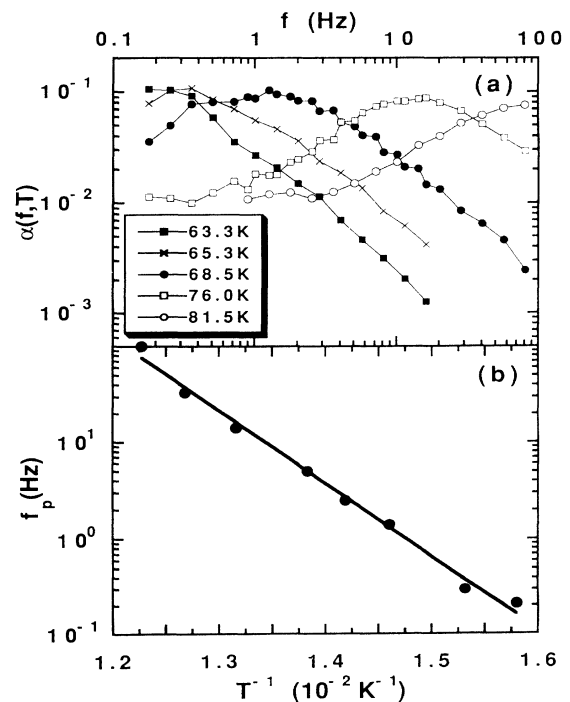 f (Hz)
0.1 1 10 100
(a)
10⁻¹
10⁻²
10⁻³
α(f,T)
63.3K
65.3K
68.5K
76.0K
81.5K
(b)
10¹
10⁰
10⁻¹
fₚ(Hz)
1.2 1.3 1.4 1.5 1.6
T⁻¹ (10⁻² K⁻¹)